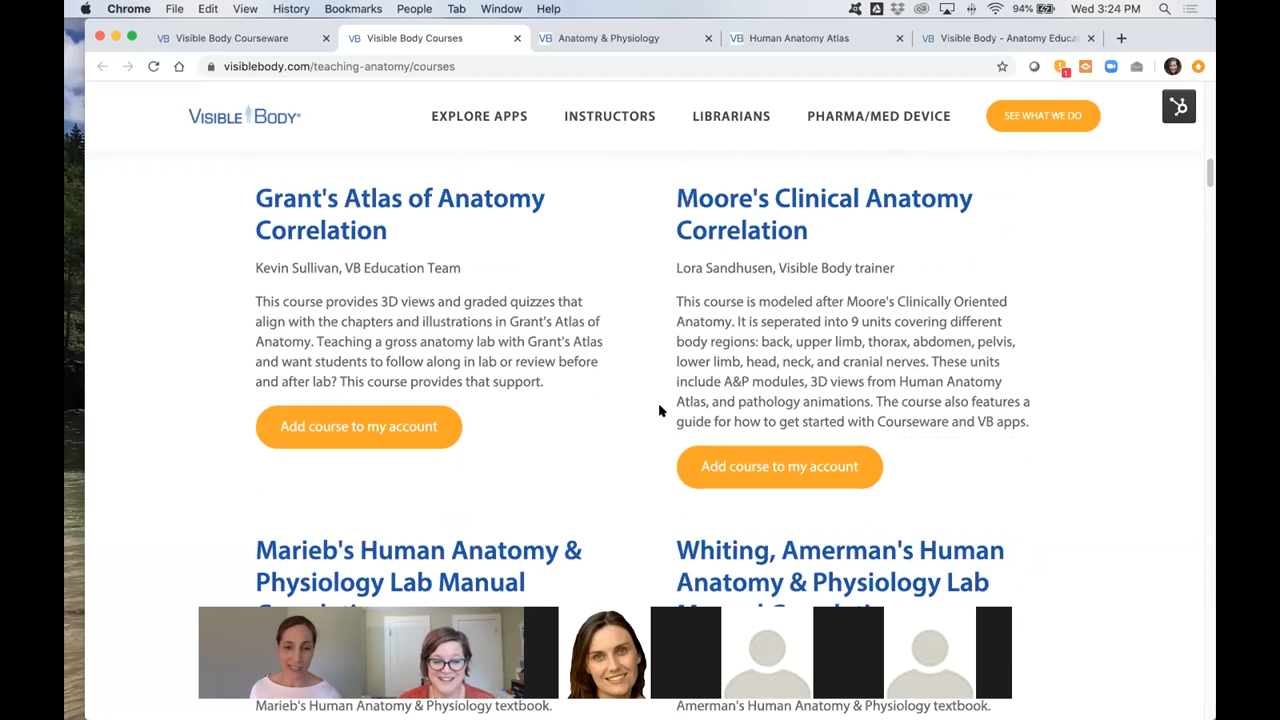 Chrome File Edit View History Bookmarks People Tab Window Help 94% Wed 3:24 PM
VB Visible Body Courseware VB Visible Body Courses VB Anatomy & Physiology VB Human Anatomy Atlas VB Visible Body - Anatomy Educa
visiblebody.com/teaching-anatomy/courses 1
VISIBLE BODY EXPLORE APPS INSTRUCTORS LIBRARIANS PHARMA/MED DEVICE SEE WHAT WE DO
Grant's Atlas of Anatomy
Correlation
Kevin Sullivan, VB Education Team
This course provides 3D views and graded quizzes that
align with the chapters and illustrations in Grant's Atlas of
Anatomy. Teaching a gross anatomy lab with Grant's Atlas
and want students to follow along in lab or review before
and after lab? This course provides that support.
Add course to my account
Moore's Clinical Anatomy
Correlation
Lora Sandhusen, Visible Body trainer
This course is modeled after Moore's Clinically Oriented
Anatomy. It is seperated into 9 units covering different
body regions: back, upper limb, thorax, abdomen, pelvis,
lower limb, head, neck, and cranial nerves. These units
include A&P modules, 3D views from Human Anatomy
Atlas, and pathology animations. The course also features a
guide for how to get started with Courseware and VB apps.
Add course to my account
Marieb's Human Anatomy &
Physiology Lab Manual
Marieb's Human Anatomy & Physiology textbook.
Whiting, Amerman's Human
Anatomy & Physiology Lab
Amerman's Human Anatomy & Physiology textbook.